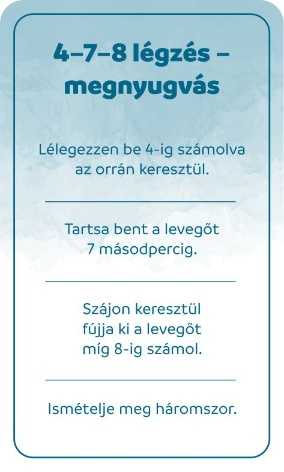 4–7–8 légzés –
megnyugvás
Lélegezzen be 4-ig számolva
az orrán keresztül.
Tartsa bent a levegőt
7 másodpercig.
Szájon keresztül
fújja ki a levegőt
míg 8-ig számol.
Ismételje meg háromszor.